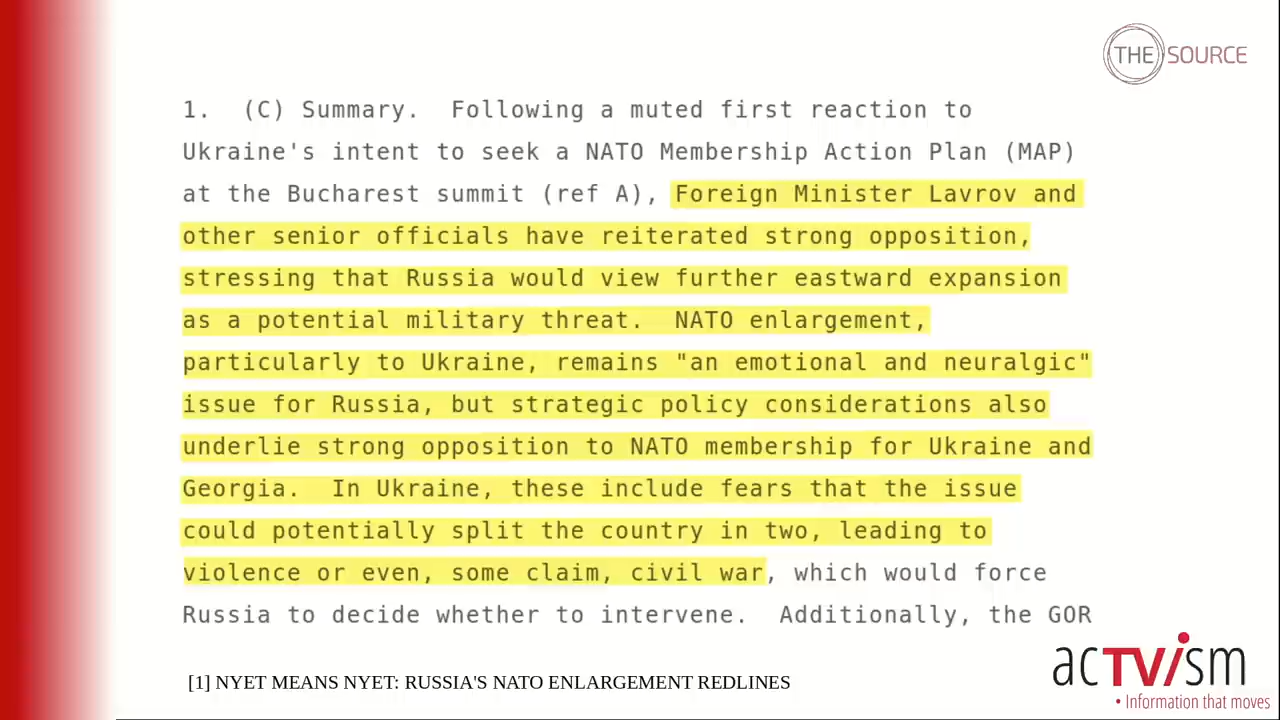 THE SOURCE
1. (C) Summary. Following a muted first reaction to
Ukraine's intent to seek a NATO Membership Action Plan (MAP)
at the Bucharest summit (ref A), Foreign Minister Lavrov and
other senior officials have reiterated strong opposition,
stressing that Russia would view further eastward expansion
as a potential military threat. NATO enlargement,
particularly to Ukraine, remains "an emotional and neuralgic"
issue for Russia, but strategic policy considerations also
underlie strong opposition to NATO membership for Ukraine and
Georgia. In Ukraine, these include fears that the issue
could potentially split the country in two, leading to
violence or even, some claim, civil war, which would force
Russia to decide whether to intervene. Additionally, the GOR
[1] NYET MEANS NYET: RUSSIA'S NATO ENLARGEMENT REDLINES
acTVism
• Information that moves